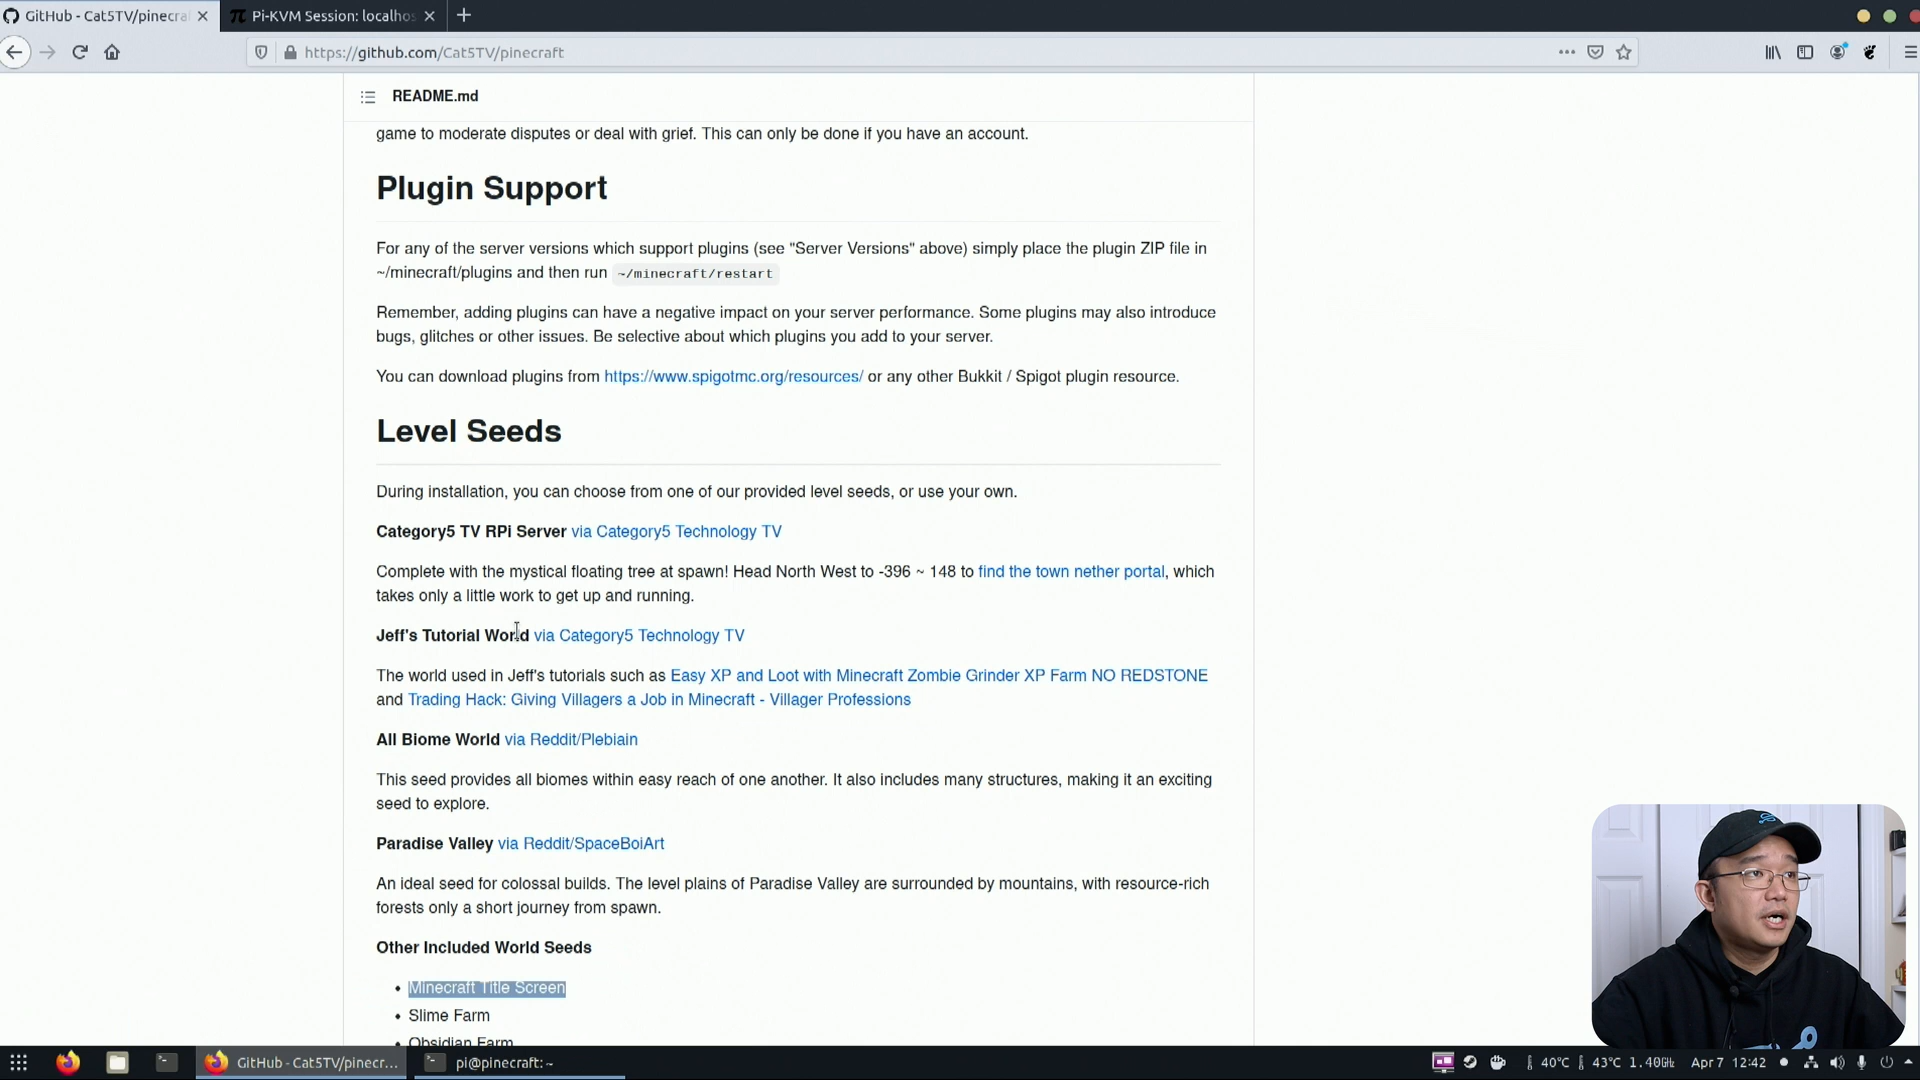 GitHub - Cat5TV/pinecra
Pi-KVM Session: localhos
https://github.com/Cat5TV/pinecraft
README.md
game to moderate disputes or deal with grief. This can only be done if you have an account.
Plugin Support
For any of the server versions which support plugins (see "Server Versions" above) simply place the plugin ZIP file in
~/minecraft/plugins and then run ~/minecraft/restart
Remember, adding plugins can have a negative impact on your server performance. Some plugins may also introduce
bugs, glitches or other issues. Be selective about which plugins you add to your server.
You can download plugins from https://www.spigotmc.org/resources/ or any other Bukkit / Spigot plugin resource.
Level Seeds
During installation, you can choose from one of our provided level seeds, or use your own.
Category5 TV RPi Server via Category5 Technology TV
Complete with the mystical floating tree at spawn! Head North West to -396 ~ 148 to find the town nether portal, which
takes only a little work to get up and running.
Jeff's Tutorial World via Category5 Technology TV
The world used in Jeff's tutorials such as Easy XP and Loot with Minecraft Zombie Grinder XP Farm NO REDSTONE
and Trading Hack: Giving Villagers a Job in Minecraft - Villager Professions
All Biome World via Reddit/Plebiain
This seed provides all biomes within easy reach of one another. It also includes many structures, making it an exciting
seed to explore.
Paradise Valley via Reddit/SpaceBoiArt
An ideal seed for colossal builds. The level plains of Paradise Valley are surrounded by mountains, with resource-rich
forests only a short journey from spawn.
Other Included World Seeds
• Minecraft Title Screen
• Slime Farm
• Obsidian Farm
GitHub - Cat5TV/pinecr...
pi@pinecraft: ~
40°C 43°C 1.40GHz Apr 7 12:42